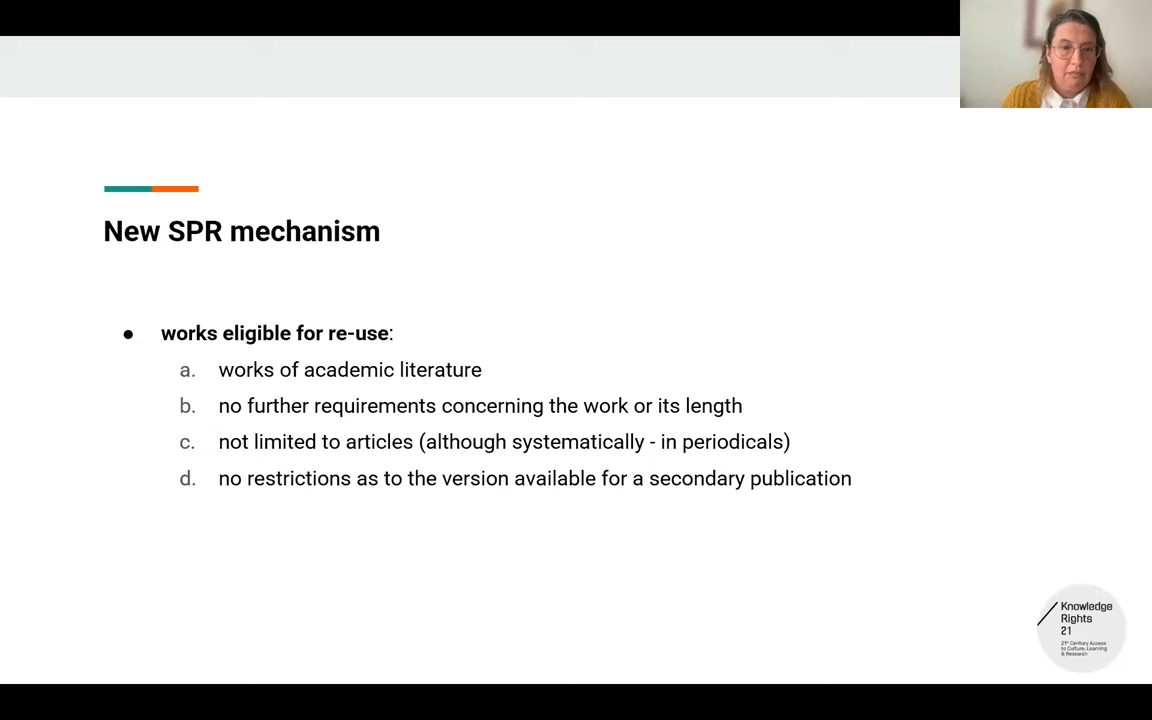 New SPR mechanism
● works eligible for re-use:
a. works of academic literature
b. no further requirements concerning the work or its length
c. not limited to articles (although systematically - in periodicals)
d. no restrictions as to the version available for a secondary publication
Knowledge
Rights
21
21st Century Access
to Culture, Learning
& Research